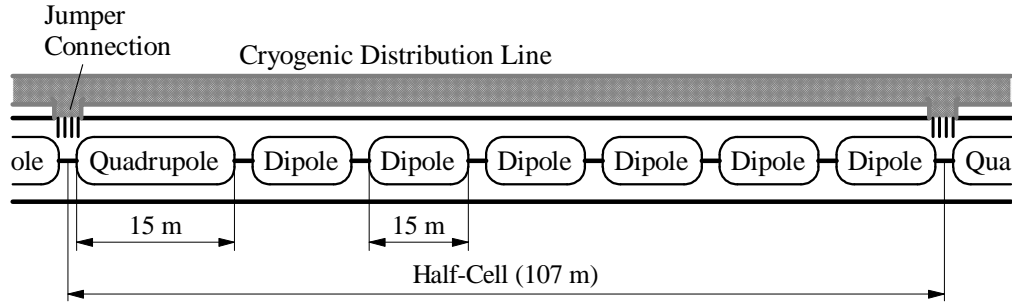 Jumper
Connection
Cryogenic Distribution Line
ole Quadrupole Dipole Dipole Dipole Dipole Dipole Dipole Qua
15 m 15 m
Half-Cell (107 m)